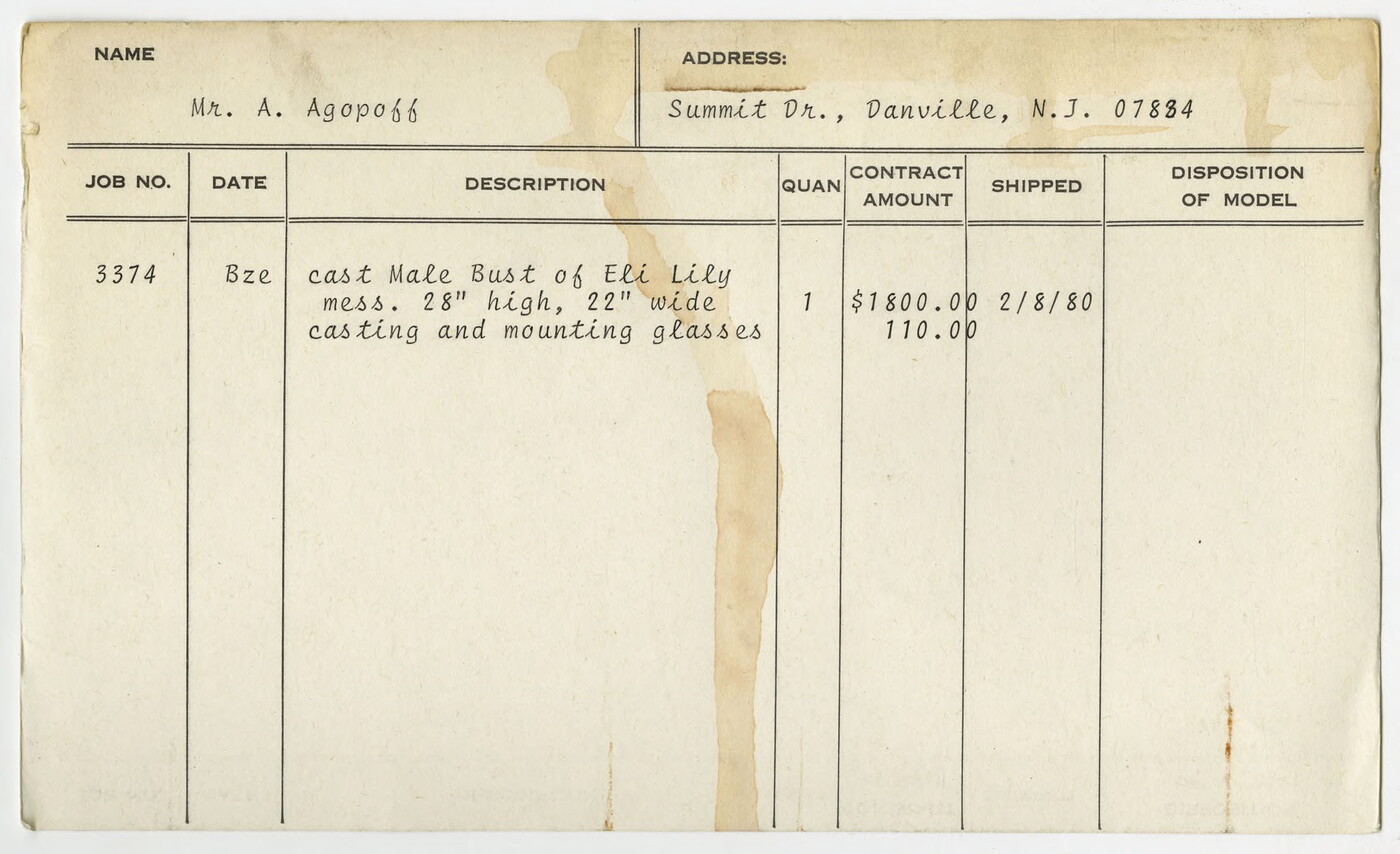 NAME
Mr. A. Agopoff
ADDRESS:
Summit Dr., Danville, N.J. 07834
JOB NO. DATE DESCRIPTION QUAN CONTRACT AMOUNT SHIPPED DISPOSITION OF MODEL
3374 Bze cast Male Bust of Eli Lily
mess. 28" high, 22" wide 1 $1800.00 2/8/80
casting and mounting glasses 110.00